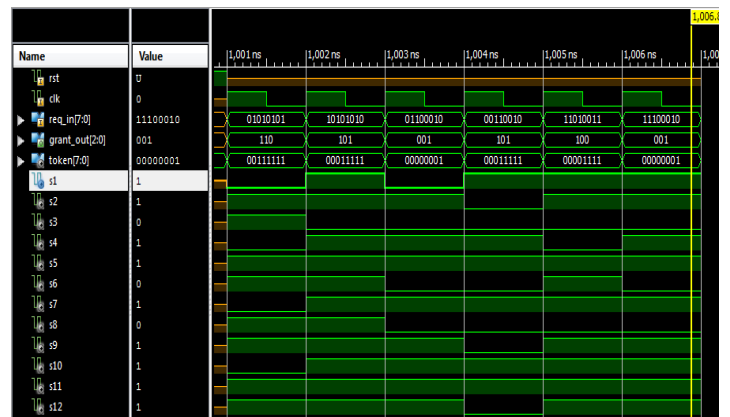 1,006.8
Name Value 1,001 ns 1,002 ns 1,003 ns 1,004 ns 1,005 ns 1,006 ns 1,00
rst U
clk 0
req_in[7:0] 11100010 01010101 10101010 01100010 00110010 11010011 11100010
grant_out[2:0] 001 110 101 001 101 100 001
token[7:0] 00000001 00111111 00011111 00000001 00011111 00001111 00000001
s1 1
s2 1
s3 0
s4 1
s5 1
s6 0
s7 1
s8 0
s9 1
s10 1
s11 1
s12 1